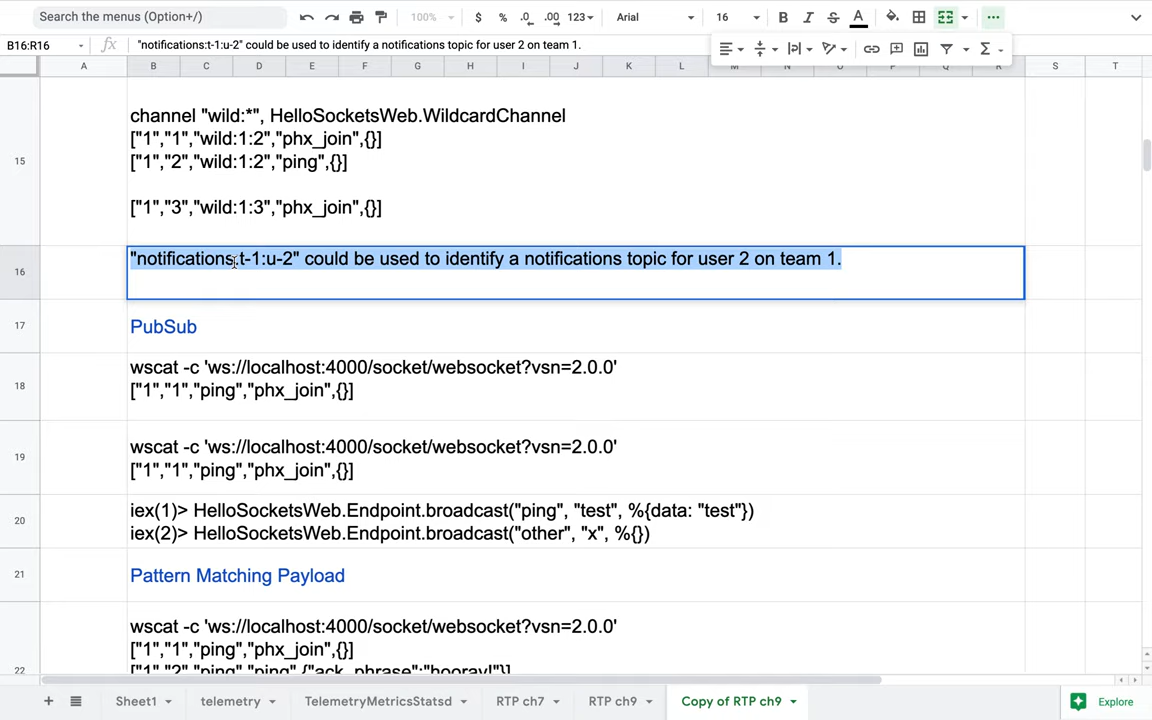 Search the menus (Option+/)
100%
$ % .0 .00 123
Arial
16
B I S A
B16:R16
fx
"notifications:t-1:u-2" could be used to identify a notifications topic for user 2 on team 1.
A B C D E F G H I J K L M N O P Q R S T
15
channel "wild:*", HelloSocketsWeb.WildcardChannel
["1","1","wild:1:2","phx_join",{}]
["1","2","wild:1:2","ping",{}]
["1","3","wild:1:3","phx_join",{}]
16
"notifications:t-1:u-2" could be used to identify a notifications topic for user 2 on team 1.
17
PubSub
18
wscat -c 'ws://localhost:4000/socket/websocket?vsn=2.0.0'
["1","1","ping","phx_join",{}]
19
wscat -c 'ws://localhost:4000/socket/websocket?vsn=2.0.0'
["1","1","ping","phx_join",{}]
20
iex(1)> HelloSocketsWeb.Endpoint.broadcast("ping", "test", %{data: "test"})
iex(2)> HelloSocketsWeb.Endpoint.broadcast("other", "x", %{})
21
Pattern Matching Payload
22
wscat -c 'ws://localhost:4000/socket/websocket?vsn=2.0.0'
["1","1","ping","phx_join",{}]
["1","2","ping","ping",{"ack_phrase":"hooray!"}]
Sheet1
telemetry
TelemetryMetricsStatsd
RTP ch7
RTP ch9
Copy of RTP ch9
Explore